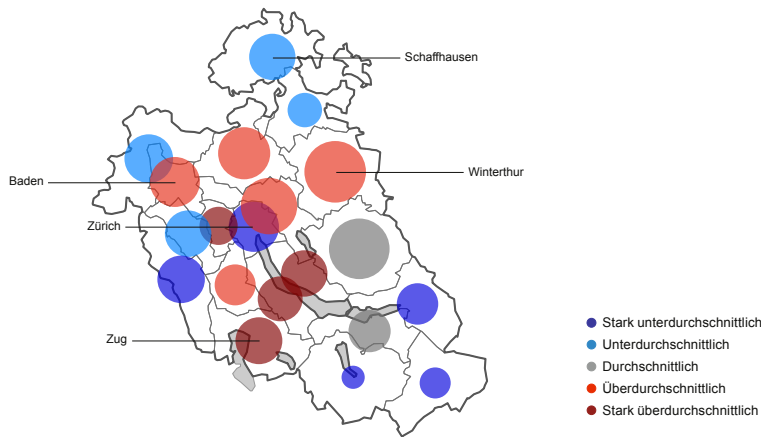 Schaffhausen
Winterthur
Baden
Zürich
Zug
Stark unterdurchschnittlich
Unterdurchschnittlich
Durchschnittlich
Überdurchschnittlich
Stark überdurchschnittlich